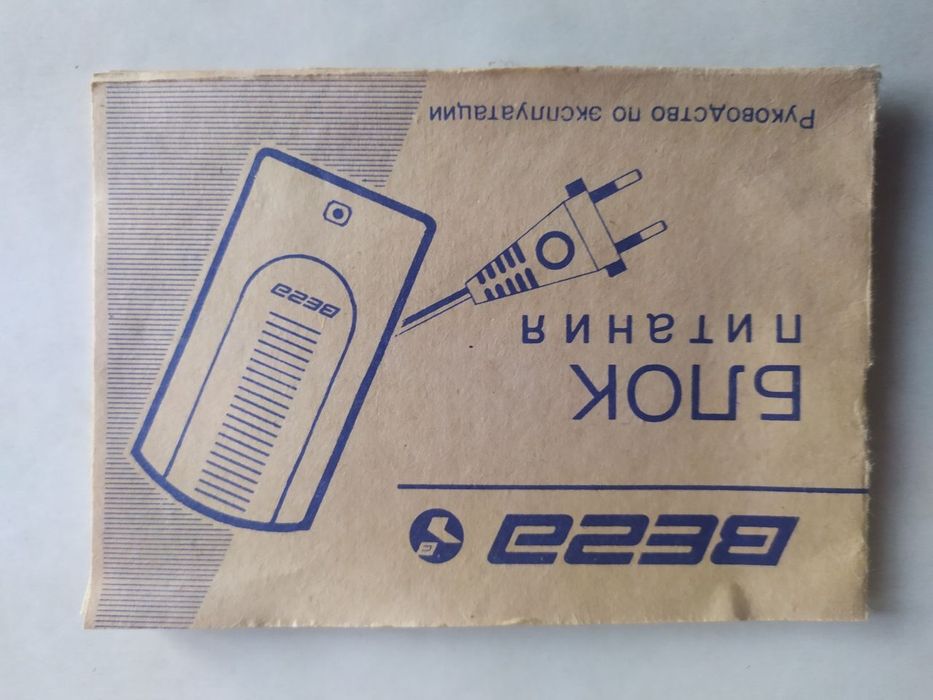 ВЕГА
БЛОК
питания
ВЕГА
Руководство по эксплуатации